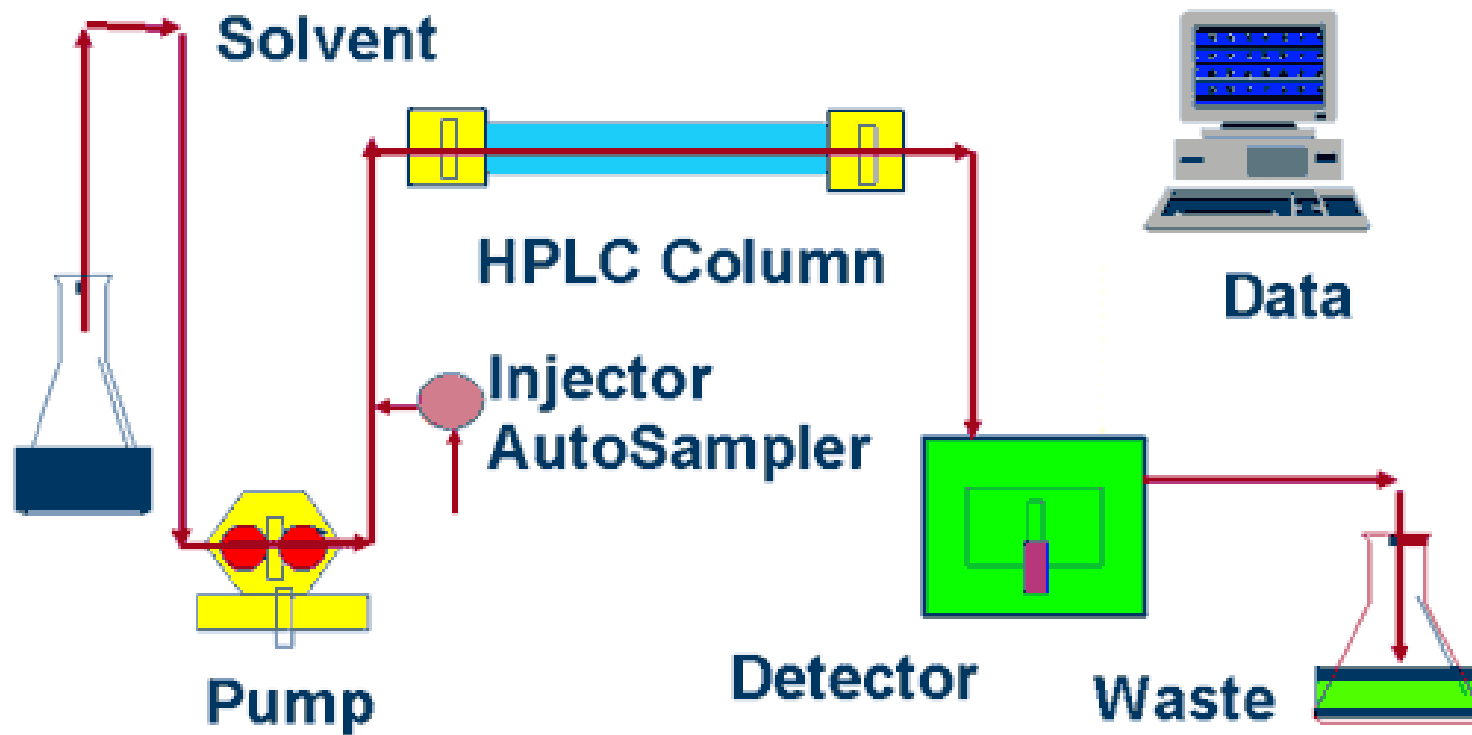 Solvent
HPLC Column
Data
Injector
AutoSampler
Detector
Waste
Pump